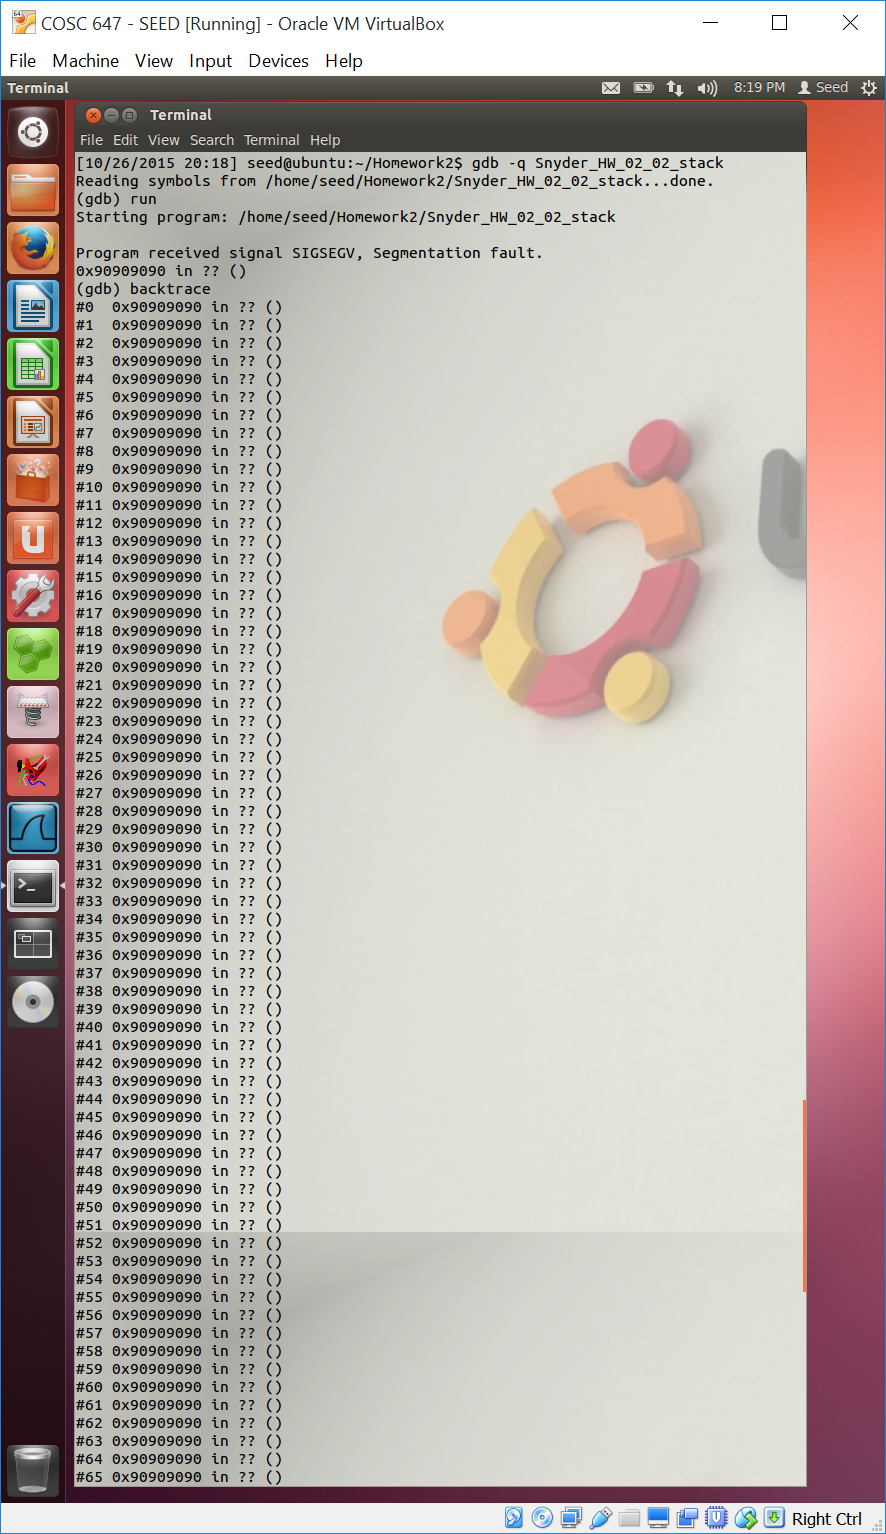 COSC 647 - SEED [Running] - Oracle VM VirtualBox
File Machine View Input Devices Help
Terminal 8:19 PM Seed
Terminal
File Edit View Search Terminal Help
[10/26/2015 20:18] seed@ubuntu:~/Homework2$ gdb -q Snyder_HW_02_02_stack
Reading symbols from /home/seed/Homework2/Snyder_HW_02_02_stack...done.
(gdb) run
Starting program: /home/seed/Homework2/Snyder_HW_02_02_stack
Program received signal SIGSEGV, Segmentation fault.
0x90909090 in ?? ()
(gdb) backtrace
#0 0x90909090 in ?? ()
#1 0x90909090 in ?? ()
#2 0x90909090 in ?? ()
#3 0x90909090 in ?? ()
#4 0x90909090 in ?? ()
#5 0x90909090 in ?? ()
#6 0x90909090 in ?? ()
#7 0x90909090 in ?? ()
#8 0x90909090 in ?? ()
#9 0x90909090 in ?? ()
#10 0x90909090 in ?? ()
#11 0x90909090 in ?? ()
#12 0x90909090 in ?? ()
#13 0x90909090 in ?? ()
#14 0x90909090 in ?? ()
#15 0x90909090 in ?? ()
#16 0x90909090 in ?? ()
#17 0x90909090 in ?? ()
#18 0x90909090 in ?? ()
#19 0x90909090 in ?? ()
#20 0x90909090 in ?? ()
#21 0x90909090 in ?? ()
#22 0x90909090 in ?? ()
#23 0x90909090 in ?? ()
#24 0x90909090 in ?? ()
#25 0x90909090 in ?? ()
#26 0x90909090 in ?? ()
#27 0x90909090 in ?? ()
#28 0x90909090 in ?? ()
#29 0x90909090 in ?? ()
#30 0x90909090 in ?? ()
#31 0x90909090 in ?? ()
#32 0x90909090 in ?? ()
#33 0x90909090 in ?? ()
#34 0x90909090 in ?? ()
#35 0x90909090 in ?? ()
#36 0x90909090 in ?? ()
#37 0x90909090 in ?? ()
#38 0x90909090 in ?? ()
#39 0x90909090 in ?? ()
#40 0x90909090 in ?? ()
#41 0x90909090 in ?? ()
#42 0x90909090 in ?? ()
#43 0x90909090 in ?? ()
#44 0x90909090 in ?? ()
#45 0x90909090 in ?? ()
#46 0x90909090 in ?? ()
#47 0x90909090 in ?? ()
#48 0x90909090 in ?? ()
#49 0x90909090 in ?? ()
#50 0x90909090 in ?? ()
#51 0x90909090 in ?? ()
#52 0x90909090 in ?? ()
#53 0x90909090 in ?? ()
#54 0x90909090 in ?? ()
#55 0x90909090 in ?? ()
#56 0x90909090 in ?? ()
#57 0x90909090 in ?? ()
#58 0x90909090 in ?? ()
#59 0x90909090 in ?? ()
#60 0x90909090 in ?? ()
#61 0x90909090 in ?? ()
#62 0x90909090 in ?? ()
#63 0x90909090 in ?? ()
#64 0x90909090 in ?? ()
#65 0x90909090 in ?? ()
Right Ctrl